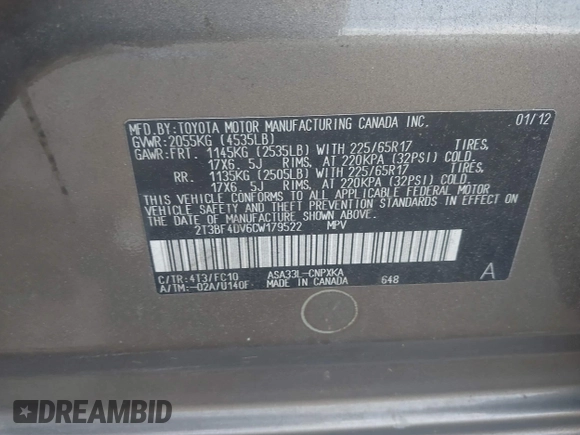 MFD.BY:TOYOTA MOTOR MANUFACTURING CANADA INC. 01/12
GVWR:2055KG (4535LB)
GAWR:FRT. 1145KG (2535LB) WITH 225/65R17 TIRES,
17X6. 5J RIMS, AT 220KPA (32PSI) COLD.
RR. 1135KG (2505LB) WITH 225/65R17 TIRES,
17X6. 5J RIMS, AT 220KPA (32PSI) COLD.
THIS VEHICLE CONFORMS TO ALL APPLICABLE FEDERAL MOTOR
VEHICLE SAFETY AND THEFT PREVENTION STANDARDS IN EFFECT
ON THE DATE OF MANUFACTURE SHOWN ABOVE.
2T3BF4DV6CW179522 MPV
C/TR:4T3/FC10 ASA33L-CNPXKA A
A/TM:-02A/U140F MADE IN CANADA 648
DREAMBID